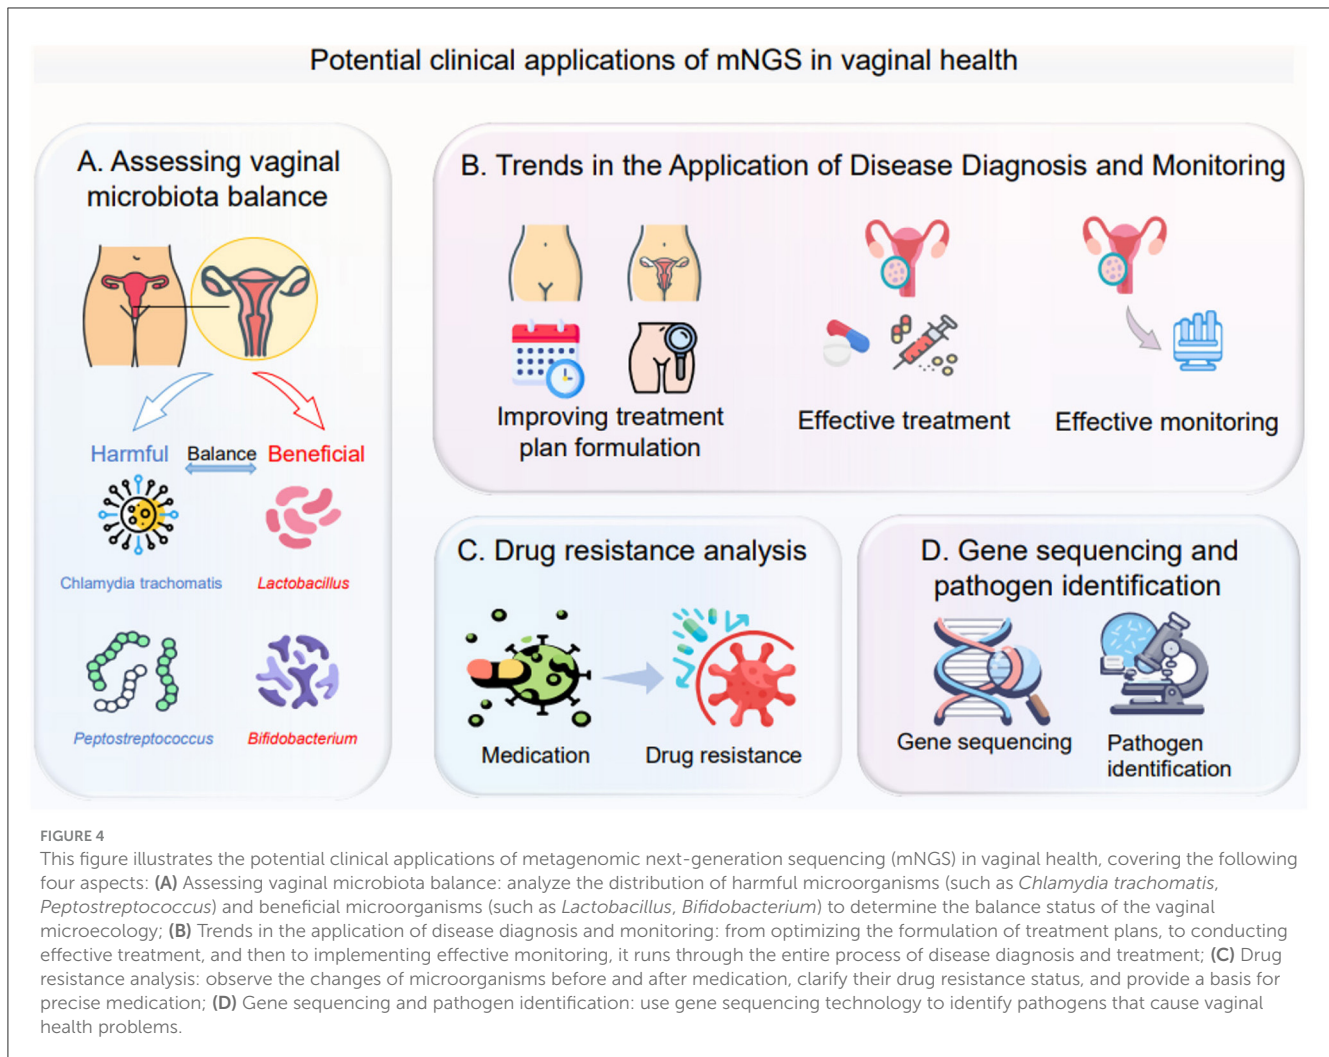 Potential clinical applications of mNGS in vaginal health
A. Assessing vaginal
microbiota balance
Harmful
Balance
Beneficial
Chlamydia trachomatis
Lactobacillus
Peptostreptococcus
Bifidobacterium
B. Trends in the Application of Disease Diagnosis and Monitoring
Improving treatment
plan formulation
Effective treatment
Effective monitoring
C. Drug resistance analysis
Medication
Drug resistance
D. Gene sequencing and
pathogen identification
Gene sequencing
Pathogen
identification
FIGURE 4
This figure illustrates the potential clinical applications of metagenomic next-generation sequencing (mNGS) in vaginal health, covering the following
four aspects: (A) Assessing vaginal microbiota balance: analyze the distribution of harmful microorganisms (such as Chlamydia trachomatis,
Peptostreptococcus) and beneficial microorganisms (such as Lactobacillus, Bifidobacterium) to determine the balance status of the vaginal
microecology; (B) Trends in the application of disease diagnosis and monitoring: from optimizing the formulation of treatment plans, to conducting
effective treatment, and then to implementing effective monitoring, it runs through the entire process of disease diagnosis and treatment; (C) Drug
resistance analysis: observe the changes of microorganisms before and after medication, clarify their drug resistance status, and provide a basis for
precise medication; (D) Gene sequencing and pathogen identification: use gene sequencing technology to identify pathogens that cause vaginal
health problems.